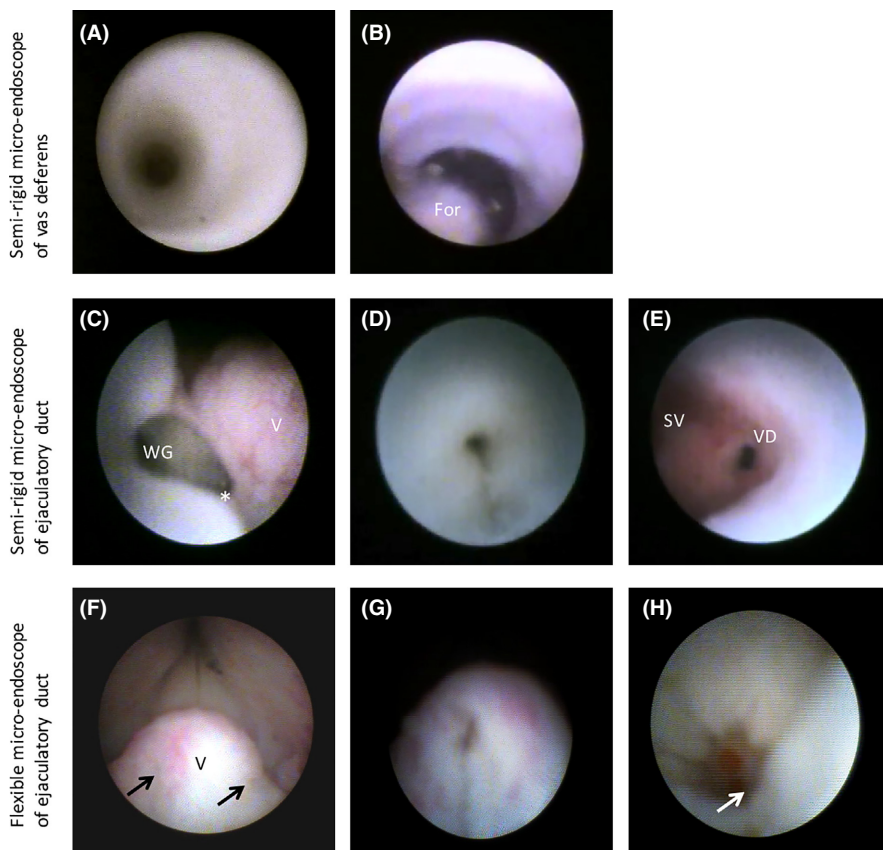 Semi-rigid micro-endoscope
of vas deferens
(A)
(B)
For
Semi-rigid micro-endoscope
of ejaculatory duct
(C)
WG
V
*
(D)
(E)
SV
VD
Flexible micro-endoscope
of ejaculatory duct
(F)
V
(G)
(H)